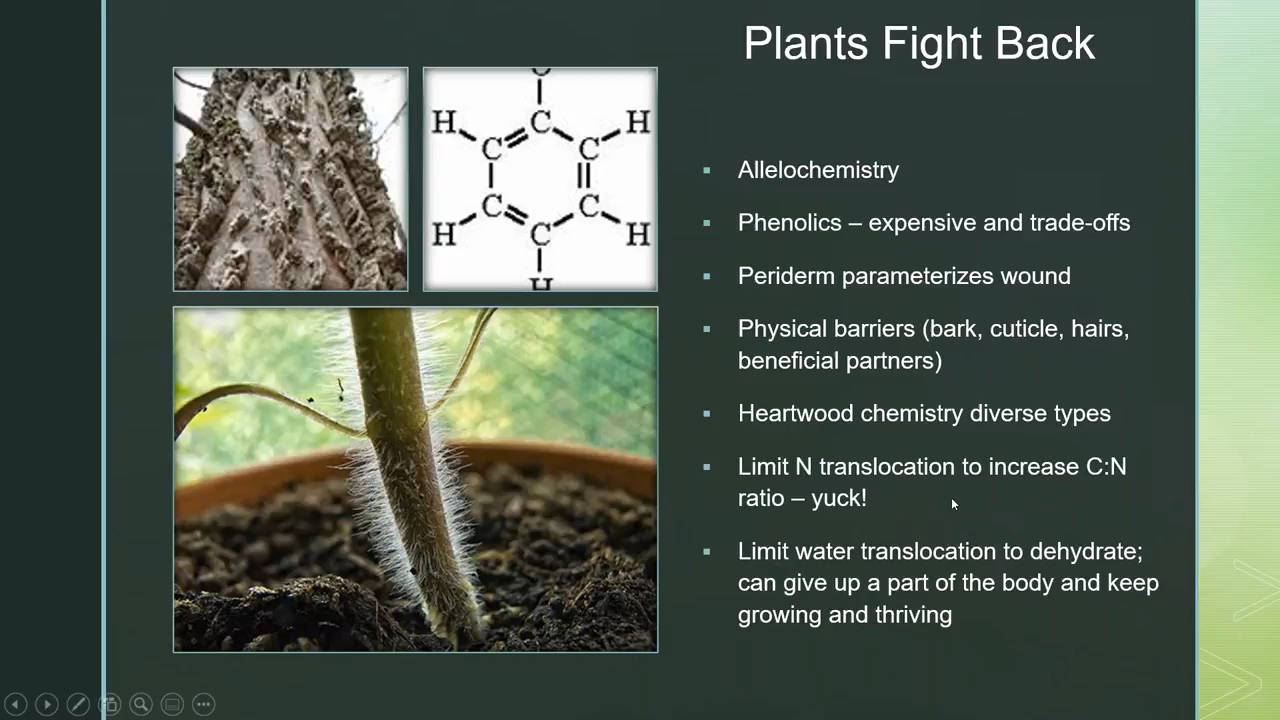 Plants Fight Back
C
H
C
H
C
C
C
C
H
C
H
H
▪ Allelochemistry
▪ Phenolics – expensive and trade-offs
▪ Periderm parameterizes wound
▪ Physical barriers (bark, cuticle, hairs,
beneficial partners)
▪ Heartwood chemistry diverse types
▪ Limit N translocation to increase C:N
ratio – yuck!
▪ Limit water translocation to dehydrate;
can give up a part of the body and keep
growing and thriving